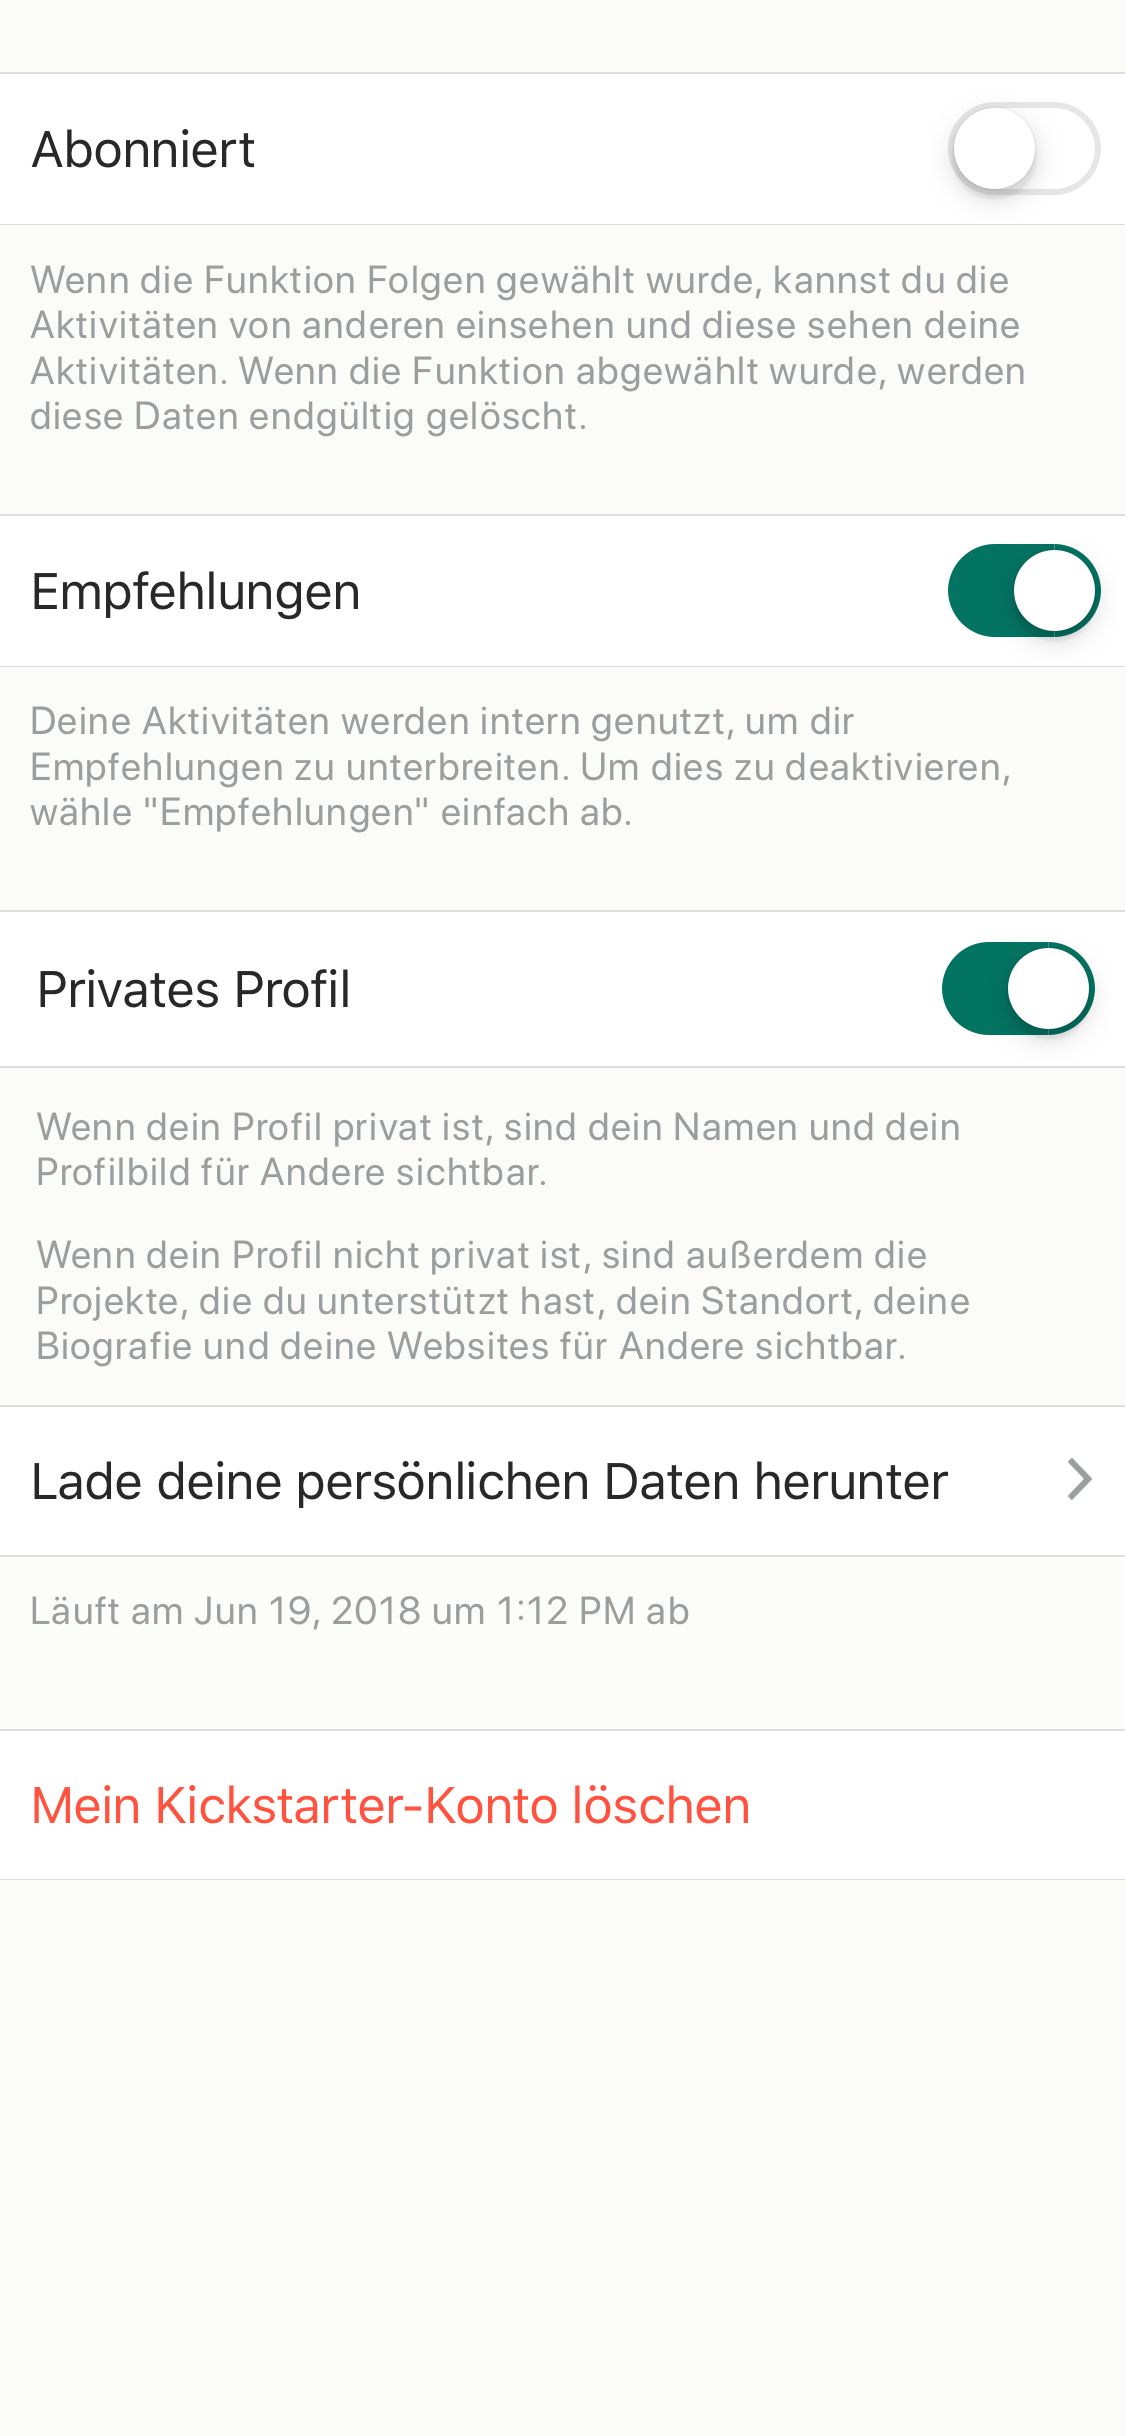 Abonniert
Wenn die Funktion Folgen gewählt wurde, kannst du die
Aktivitäten von anderen einsehen und diese sehen deine
Aktivitäten. Wenn die Funktion abgewählt wurde, werden
diese Daten endgültig gelöscht.
Empfehlungen
Deine Aktivitäten werden intern genutzt, um dir
Empfehlungen zu unterbreiten. Um dies zu deaktivieren,
wähle "Empfehlungen" einfach ab.
Privates Profil
Wenn dein Profil privat ist, sind dein Namen und dein
Profilbild für Andere sichtbar.
Wenn dein Profil nicht privat ist, sind außerdem die
Projekte, die du unterstützt hast, dein Standort, deine
Biografie und deine Websites für Andere sichtbar.
Lade deine persönlichen Daten herunter
Läuft am Jun 19, 2018 um 1:12 PM ab
Mein Kickstarter-Konto löschen